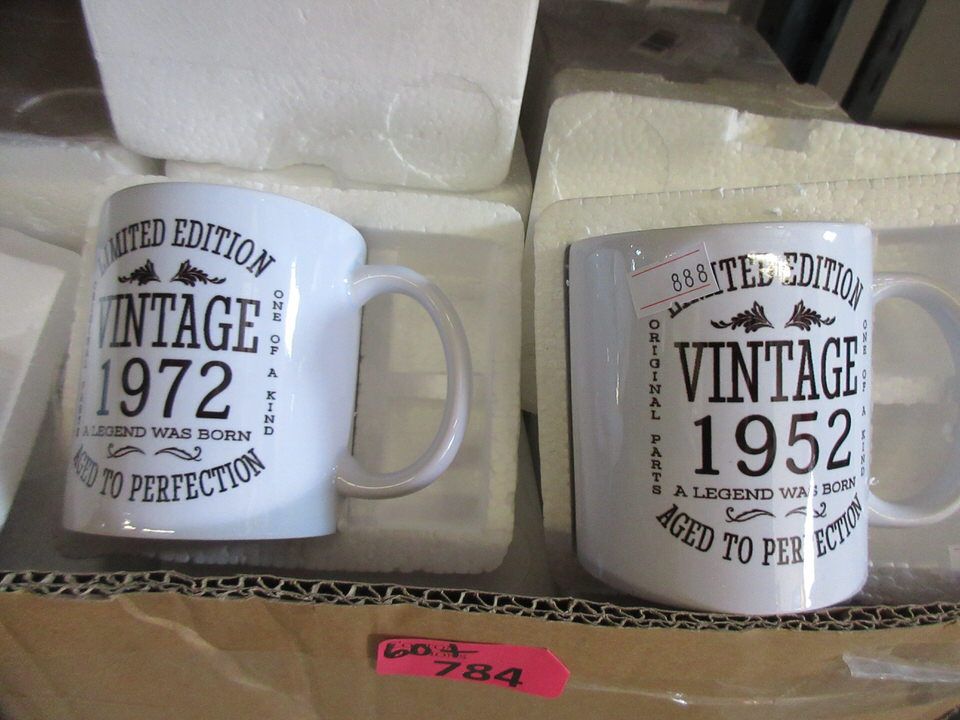 LIMITED EDITION
VINTAGE
1972
A LEGEND WAS BORN
AGED TO PERFECTION
ONE OF A KIND
888
EDITION
VINTAGE
1952
A LEGEND WAS BORN
AGED TO PERFECTION
ORIGINAL PARTS
ONE OF A KIND
784